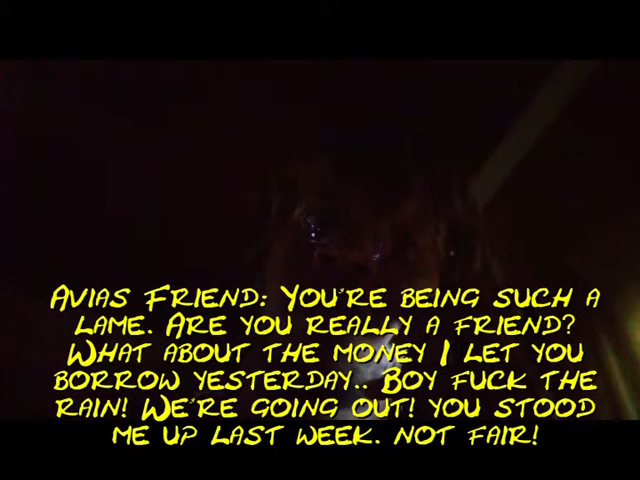 Avias Friend: You're being such a
lame. Are you really a friend?
What about the money I let you
borrow yesterday.. Boy fuck the
rain! We're going out! you stood
me up last week. not fair!